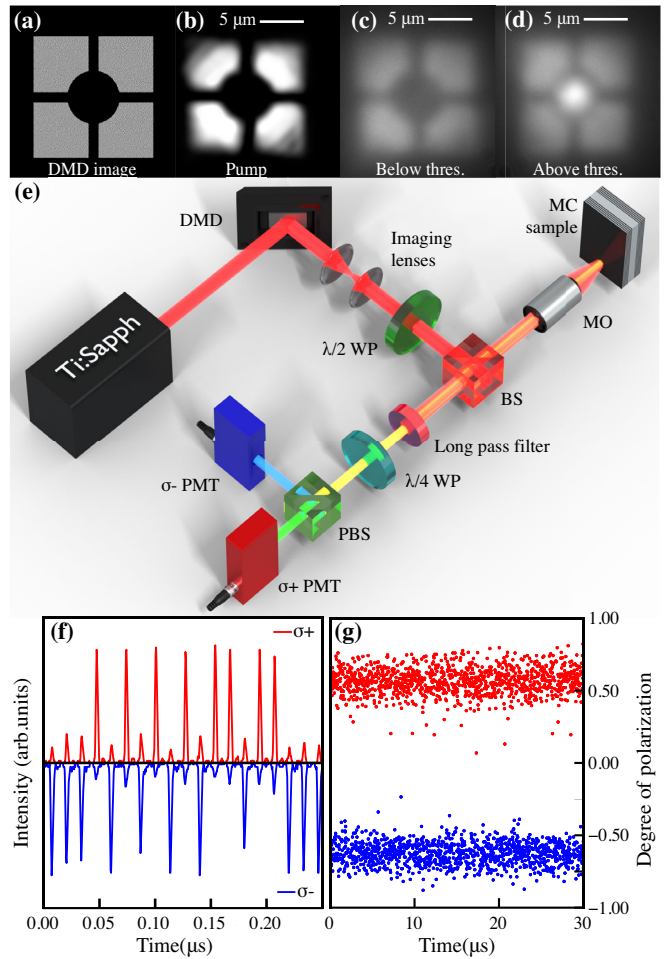 (a)
DMD image
(b)
Pump
5 μm
(c)
Below thres.
5 μm
(d)
Above thres.
(e)
DMD
Imaging
lenses
MC
sample
MO
Ti:Sapph
λ/2 WP
BS
Long pass filter
λ/4 WP
σ- PMT
PBS
σ+ PMT
(f)
σ+
σ-
Intensity (arb.units)
0.00 0.05 0.10 0.15 0.20
Time(μs)
(g)
1.00
0.50
0.00
-0.50
-1.00
Degree of polarization
0 10 20 30
Time(μs)